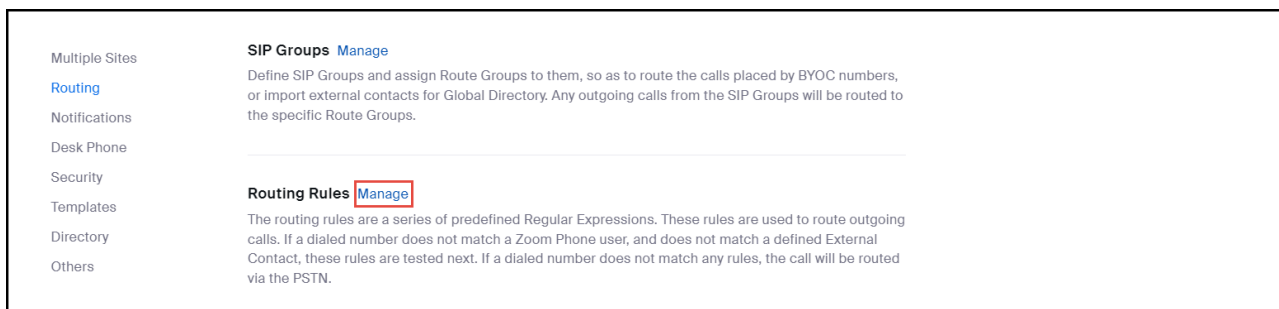 Multiple Sites
Routing
Notifications
Desk Phone
Security
Templates
Directory
Others
SIP Groups Manage
Define SIP Groups and assign Route Groups to them, so as to route the calls placed by BYOC numbers,
or import external contacts for Global Directory. Any outgoing calls from the SIP Groups will be routed to
the specific Route Groups.
Routing Rules Manage
The routing rules are a series of predefined Regular Expressions. These rules are used to route outgoing
calls. If a dialed number does not match a Zoom Phone user, and does not match a defined External
Contact, these rules are tested next. If a dialed number does not match any rules, the call will be routed
via the PSTN.